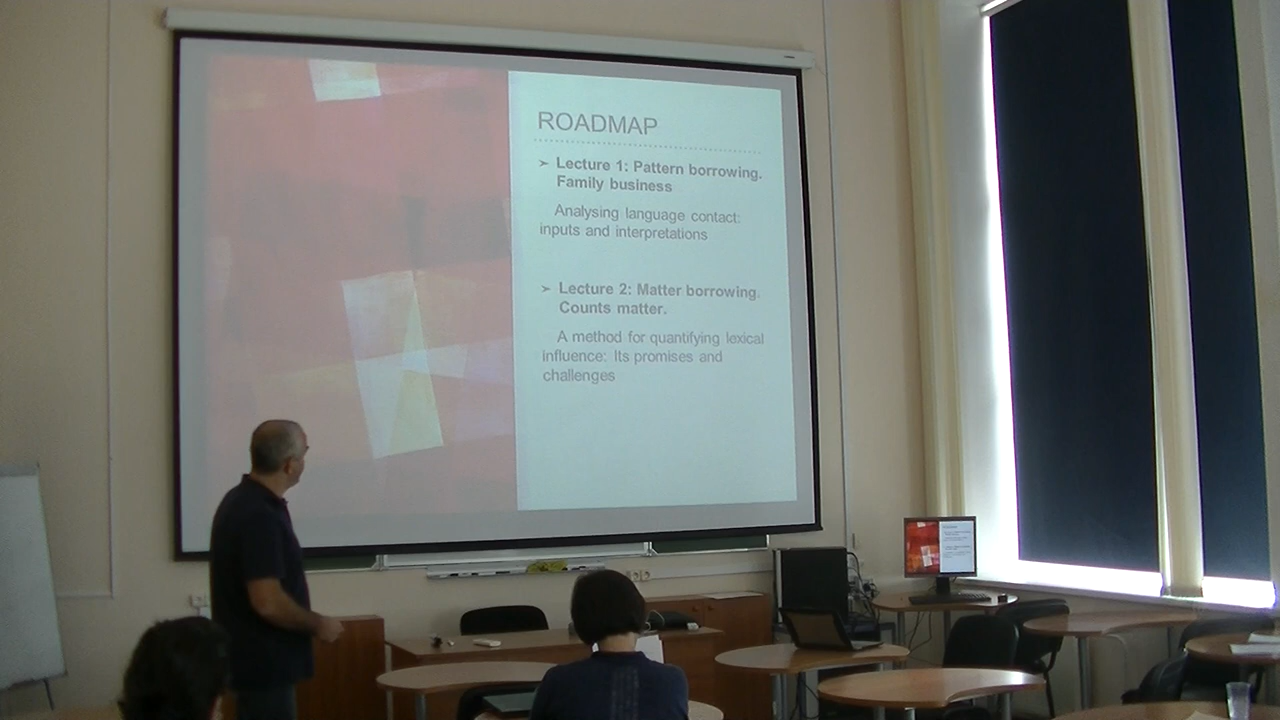 ROADMAP
➢ Lecture 1: Pattern borrowing.
Family business
Analysing language contact:
inputs and interpretations
➢ Lecture 2: Matter borrowing.
Counts matter.
A method for quantifying lexical
influence: Its promises and
challenges